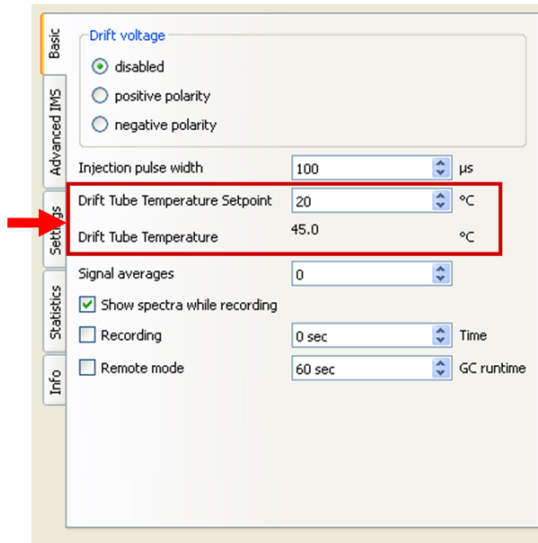 Basic
Advanced IMS
Settings
Statistics
Info
Drift voltage
disabled
positive polarity
negative polarity
Injection pulse width 100 µs
Drift Tube Temperature Setpoint 20 °C
Drift Tube Temperature 45.0 °C
Signal averages 0
Show spectra while recording
Recording 0 sec Time
Remote mode 60 sec GC runtime